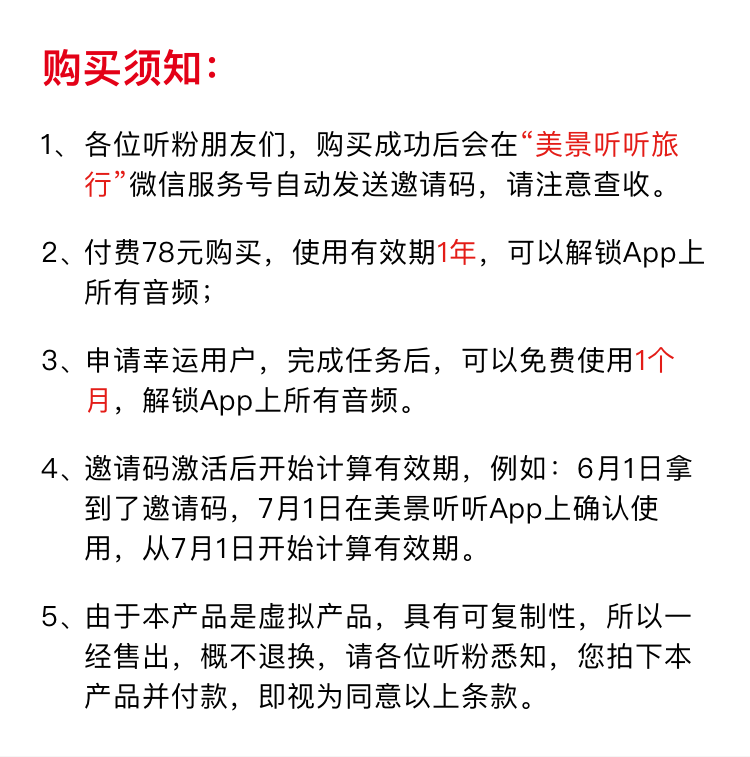 购买须知：
1、各位听粉朋友们，购买成功后会在“美景听听旅
行”微信服务号自动发送邀请码，请注意查收。
2、付费78元购买，使用有效期1年，可以解锁App上
所有音频；
3、申请幸运用户，完成任务后，可以免费使用1个
月，解锁App上所有音频。
4、邀请码激活后开始计算有效期，例如：6月1日拿
到了邀请码，7月1日在美景听听App上确认使
用，从7月1日开始计算有效期。
5、由于本产品是虚拟产品，具有可复制性，所以一
经售出，概不退换，请各位听粉悉知，您拍下本
产品并付款，即视为同意以上条款。